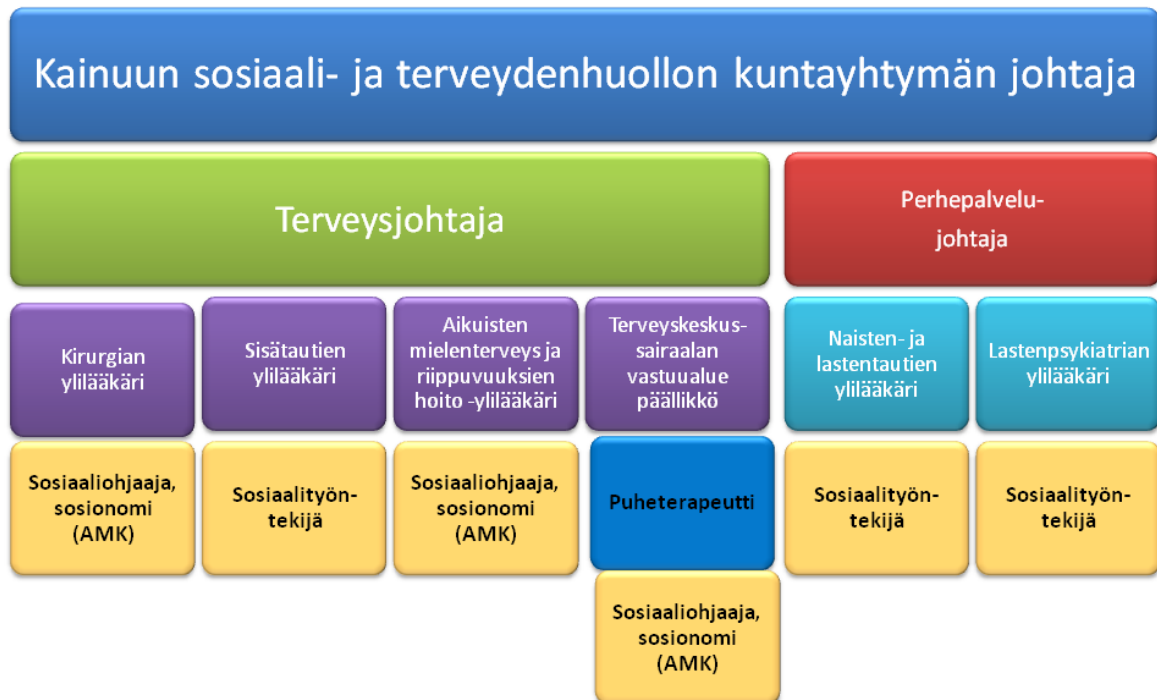 Kainuun sosiaali- ja terveydenhuollon kuntayhtymän johtaja
Terveysjohtaja
Perhepalvelu-
johtaja
Kirurgian
ylilääkäri
Sisätautien
ylilääkäri
Aikuisten
mielenterveys ja
riippuvuuksien
hoito -ylilääkäri
Terveyskeskus-
sairaalan
vastuualue
päällikkö
Naisten- ja
lastentautien
ylilääkäri
Lastenpsykiatrian
ylilääkäri
Sosiaaliohjaaja,
sosionomi
(AMK)
Sosiaalityön-
tekijä
Sosiaaliohjaaja,
sosionomi
(AMK)
Puheterapeutti
Sosiaalityön-
tekijä
Sosiaalityön-
tekijä
Sosiaaliohjaaja,
sosionomi
(AMK)